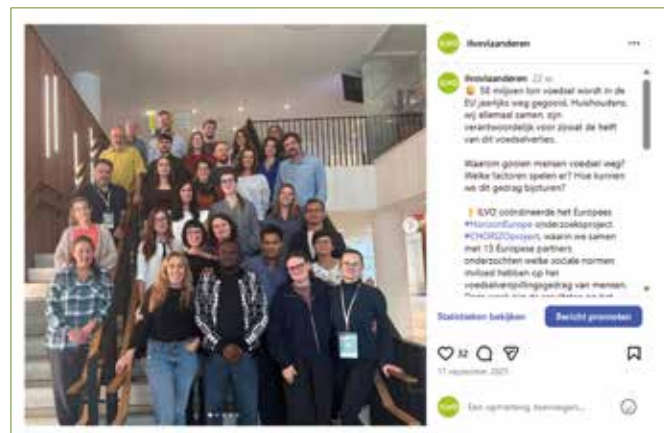 ilvovlaanderen
ilvovlaanderen 22 w
50 miljoen ton voedsel wordt in de
EU jaarlijks weg gegooid. Huishoudens,
wij allemaal samen, zijn
verantwoordelijk voor zowat de helft
van dit voedselverlies.
Waarom gooien mensen voedsel weg?
Welke factoren spelen er? Hoe kunnen
we dit gedrag bijsturen?
ILVO coördineerde het Europees
#HorizonEurope onderzoeksproject
#CHORIZOproject, waarin we samen
met 15 Europese partners
onderzochten welke sociale normen
invloed hebben op het
voedselverspillingsgedrag van mensen.
Statistieken bekijken
Bericht promoten
32
17 september 2025
Een opmerking toevoegen...